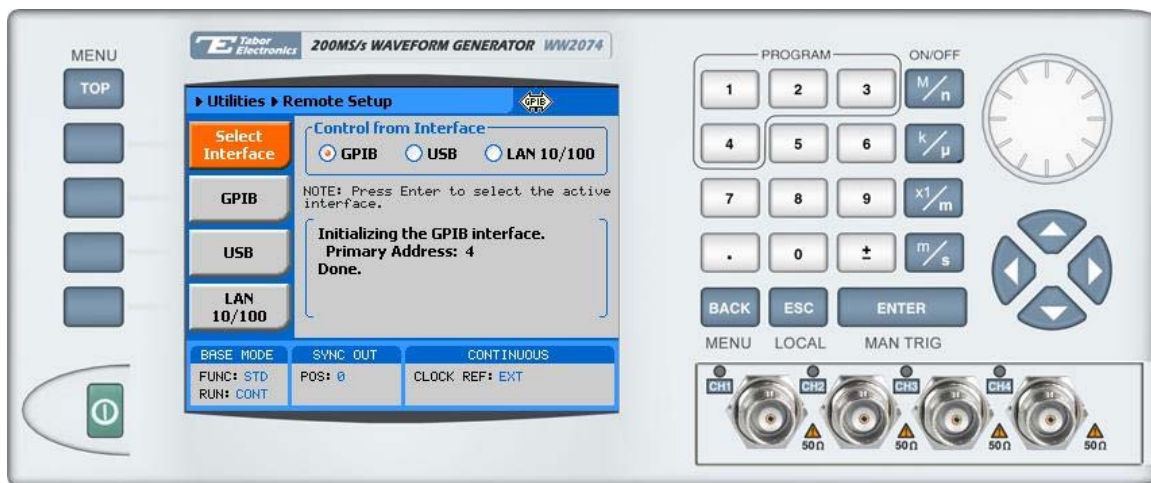 MENU
TOP
TE Tabor Electronics 200MS/s WAVEFORM GENERATOR WW2074
Utilities Remote Setup GPIB
Select Interface
GPIB
USB
LAN 10/100
Control from Interface
GPIB USB LAN 10/100
NOTE: Press Enter to select the active
interface.
Initializing the GPIB interface.
Primary Address: 4
Done.
BASE MODE SYNC OUT CONTINUOUS
FUNC: STD POS: 0 CLOCK REF: EXT
RUN: CONT
PROGRAM ON/OFF
1 2 3 M/n
4 5 6 k/µ
7 8 9 x1/m
. 0 ± m/s
BACK ESC ENTER
MENU LOCAL MAN TRIG
CH1 CH2 CH3 CH4
50Ω 50Ω 50Ω 50Ω